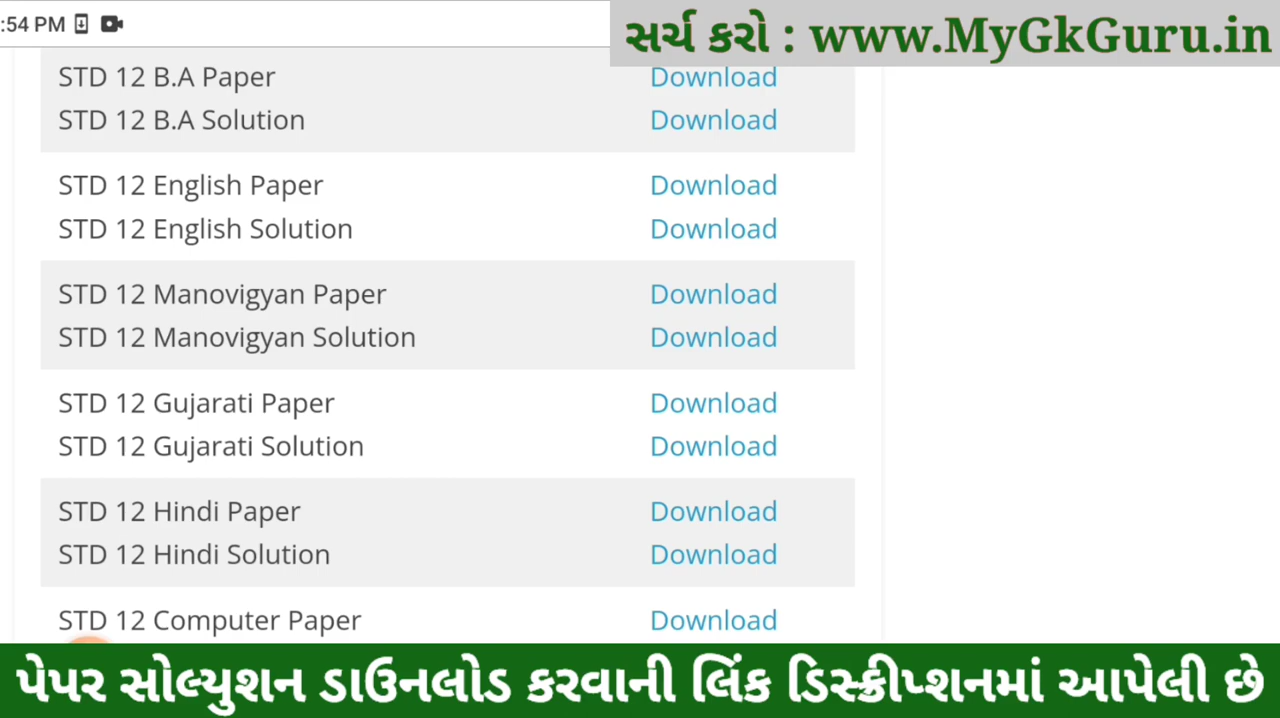 :54 PM
સર્ચ કરો : www.MyGkGuru.in
STD 12 B.A Paper Download
STD 12 B.A Solution Download
STD 12 English Paper Download
STD 12 English Solution Download
STD 12 Manovigyan Paper Download
STD 12 Manovigyan Solution Download
STD 12 Gujarati Paper Download
STD 12 Gujarati Solution Download
STD 12 Hindi Paper Download
STD 12 Hindi Solution Download
STD 12 Computer Paper Download
પેપર સોલ્યુશન ડાઉનલોડ કરવાની લિંક ડિસ્ક્રીપ્શનમાં આપેલી છે